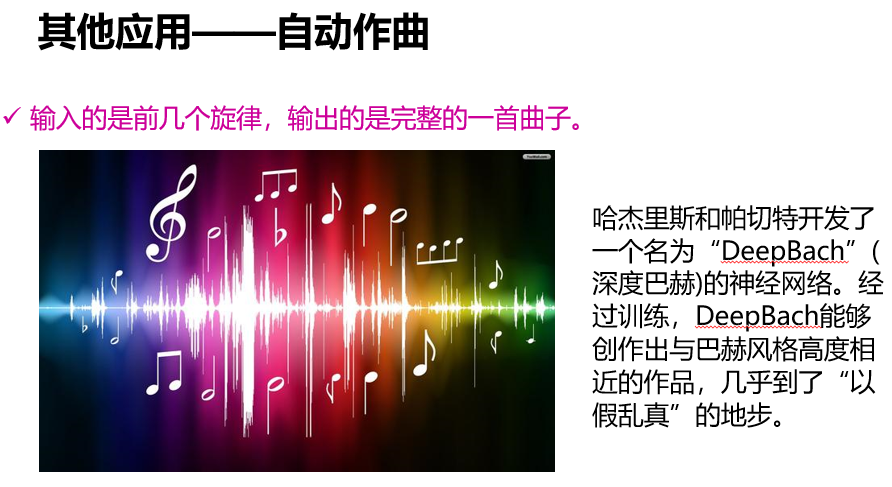 其他应用——自动作曲
✓ 输入的是前几个旋律，输出的是完整的一首曲子。
哈杰里斯和帕切特开发了
一个名为“DeepBach”（
深度巴赫)的神经网络。经
过训练，DeepBach能够
创作出与巴赫风格高度相
近的作品，几乎到了“以
假乱真”的地步。